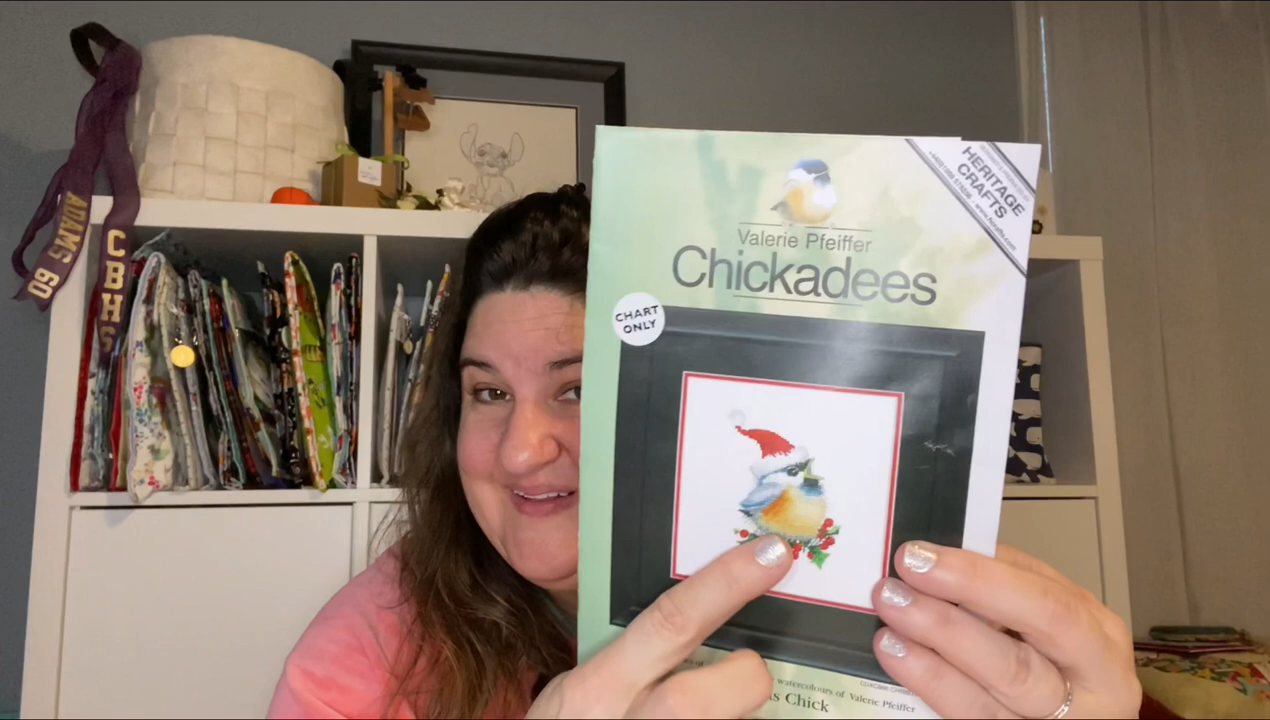 ADAMS 60
CBHS
HERITAGE
CRAFTS
Valerie Pfeiffer
Chickadees
CHART
ONLY
watercolours of Valerie Pfeiffer
Chick